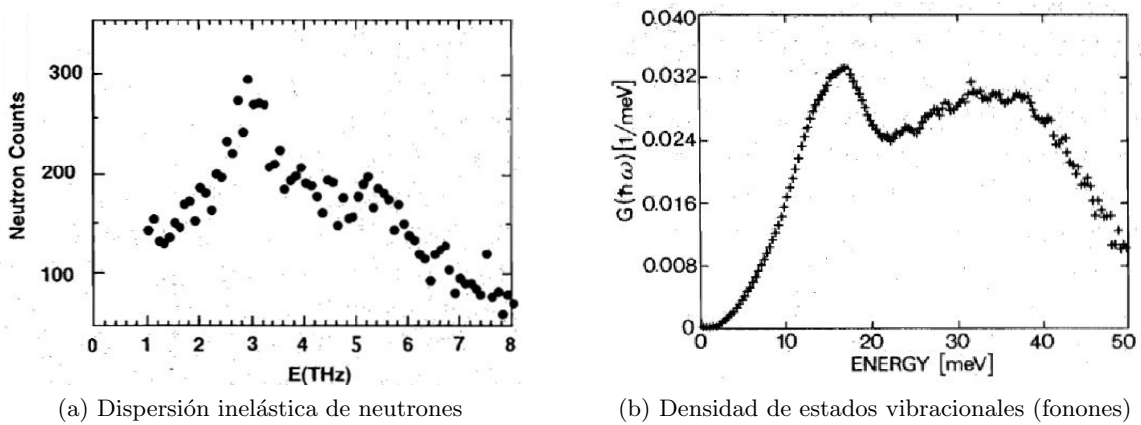 Neutron Counts
300
200
100
0 1 2 3 4 5 6 7 8
E(THz)
(a) Dispersión inelástica de neutrones
G(ħω)[1/meV]
0.040
0.032
0.024
0.016
0.008
0
0 10 20 30 40 50
ENERGY [meV]
(b) Densidad de estados vibracionales (fonones)